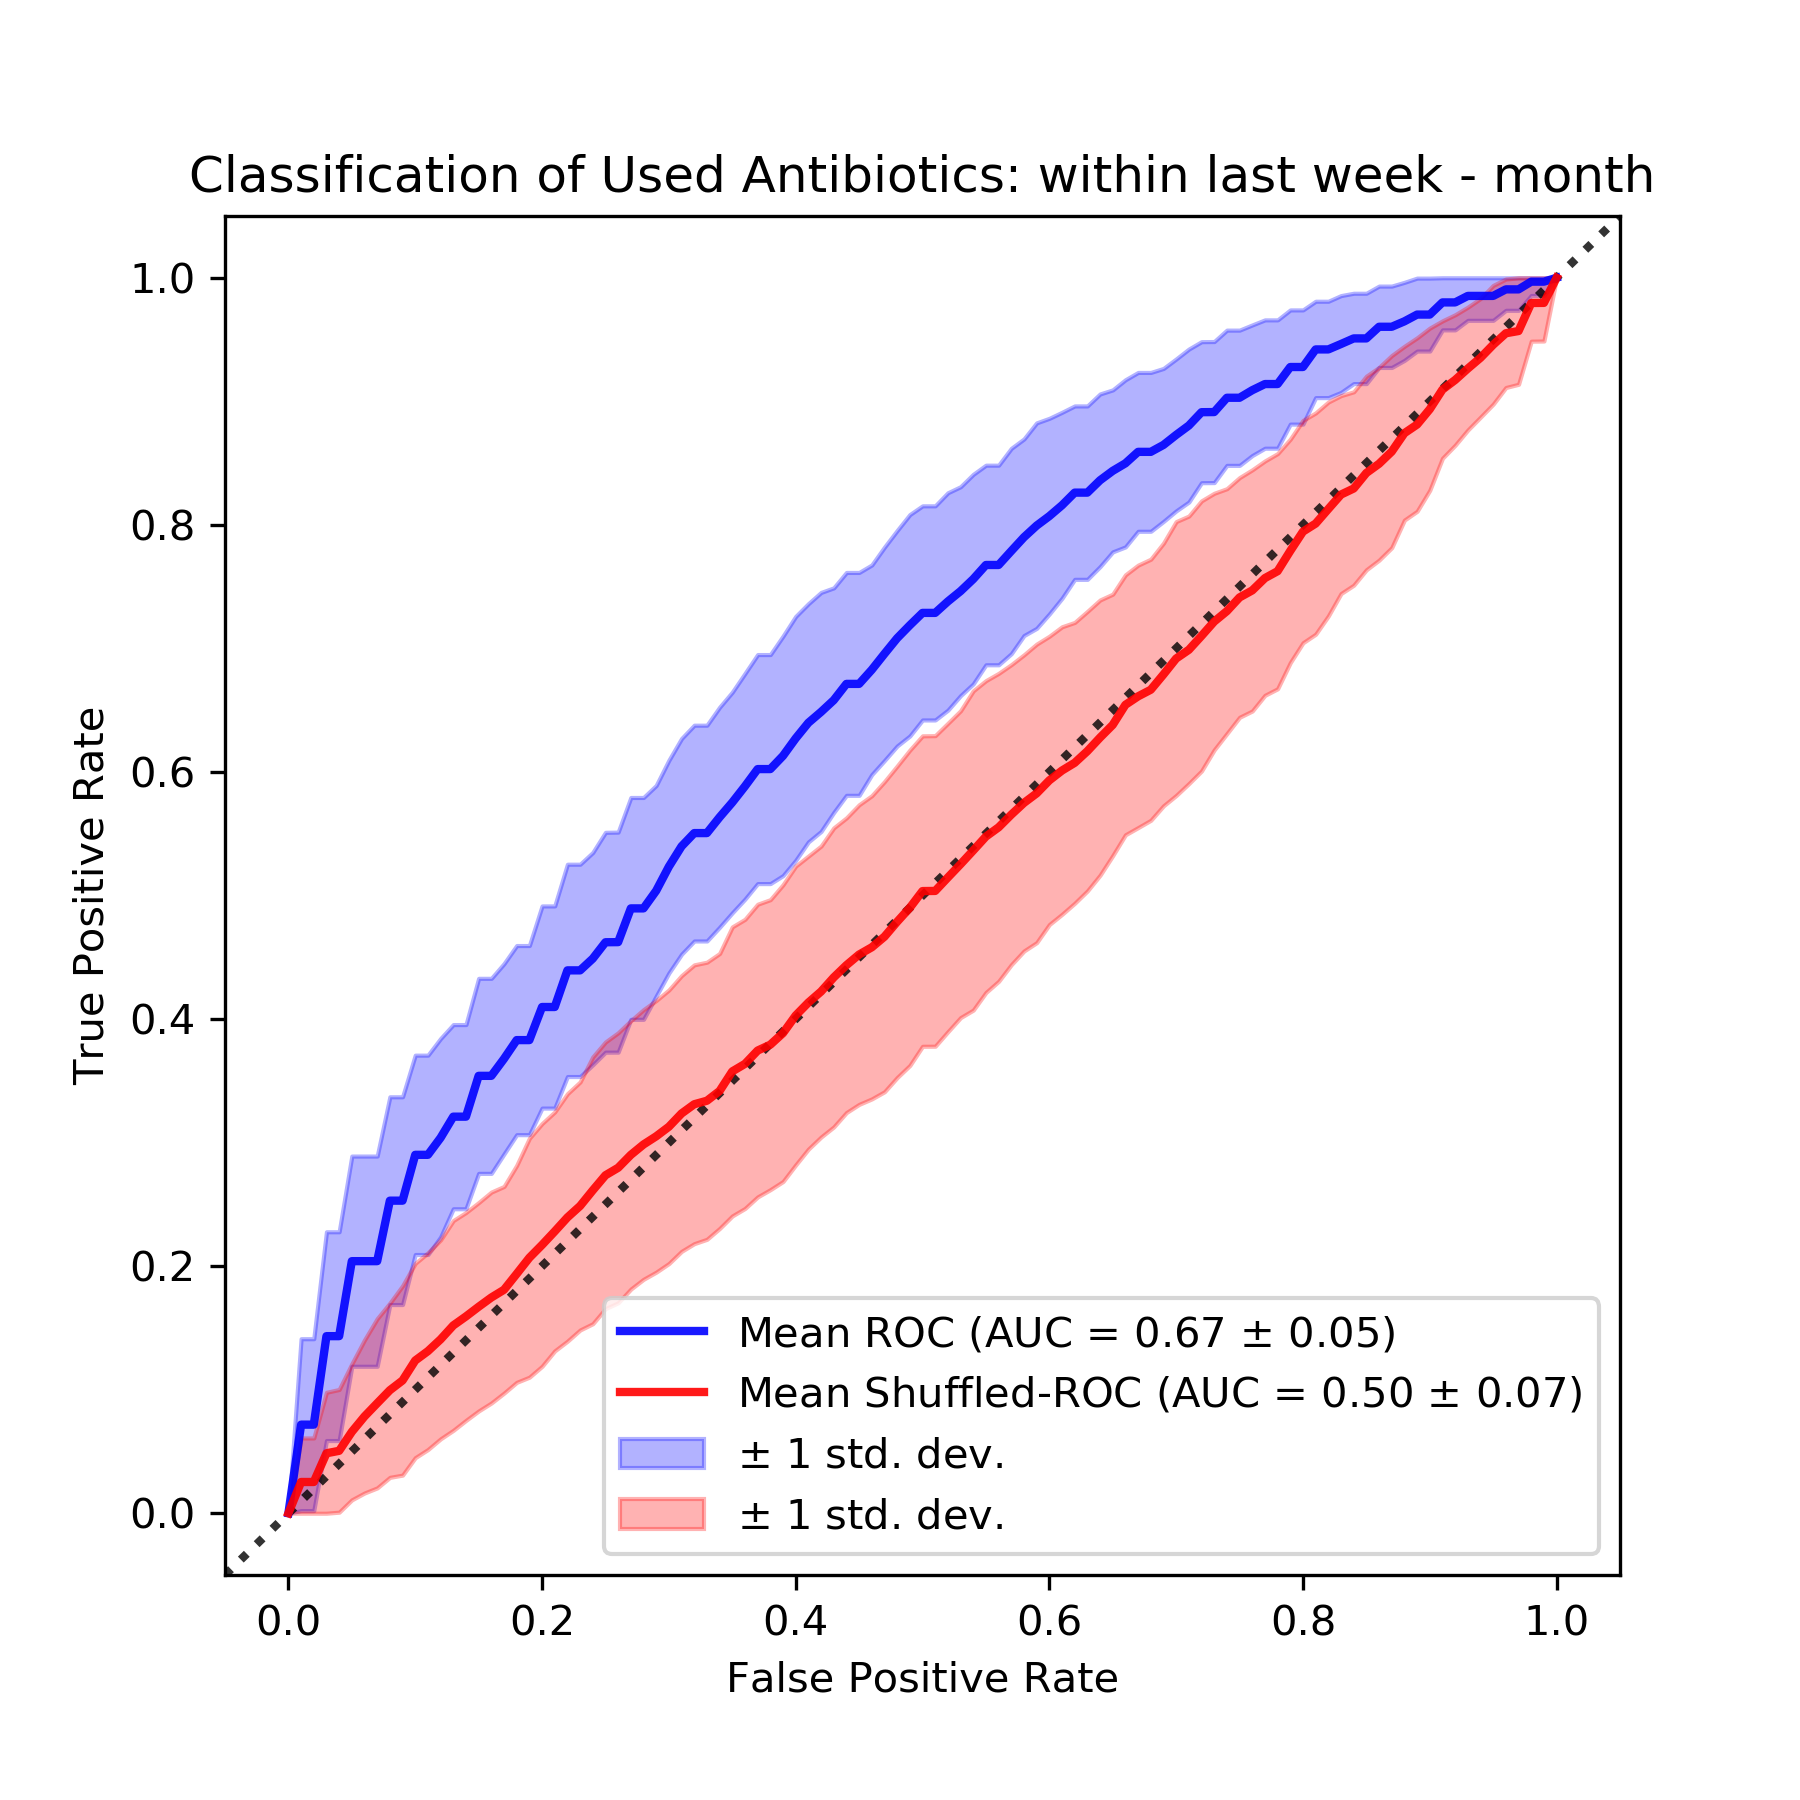 Classification of Used Antibiotics: within last week - month
1.0
0.8
0.6
0.4
0.2
0.0
True Positive Rate
Mean ROC (AUC = 0.67 ± 0.05)
Mean Shuffled-ROC (AUC = 0.50 ± 0.07)
± 1 std. dev.
± 1 std. dev.
0.0 0.2 0.4 0.6 0.8 1.0
False Positive Rate